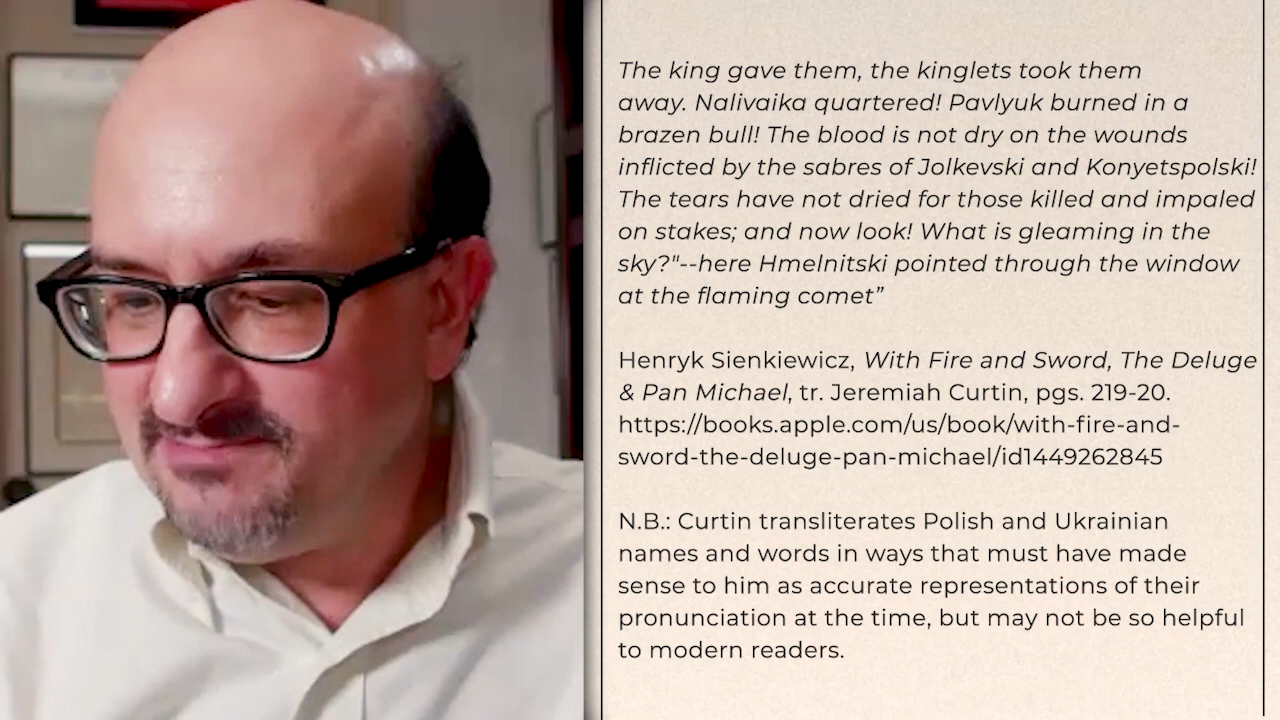 The king gave them, the kinglets took them
away. Nalivaika quartered! Pavlyuk burned in a
brazen bull! The blood is not dry on the wounds
inflicted by the sabres of Jolkevski and Konyetspolski!
The tears have not dried for those killed and impaled
on stakes; and now look! What is gleaming in the
sky?"--here Hmelnitski pointed through the window
at the flaming comet”
Henryk Sienkiewicz, With Fire and Sword, The Deluge
& Pan Michael, tr. Jeremiah Curtin, pgs. 219-20.
https://books.apple.com/us/book/with-fire-and-
sword-the-deluge-pan-michael/id1449262845
N.B.: Curtin transliterates Polish and Ukrainian
names and words in ways that must have made
sense to him as accurate representations of their
pronunciation at the time, but may not be so helpful
to modern readers.